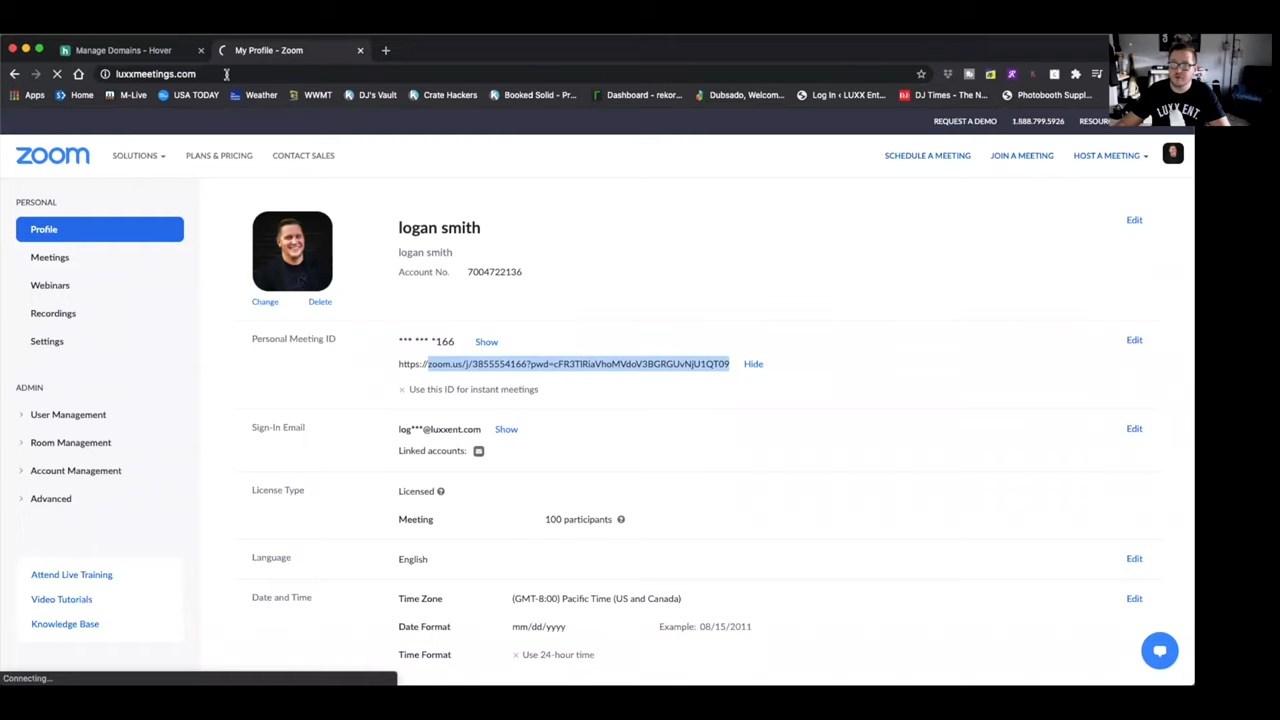 Manage Domains - Hover
My Profile - Zoom
luxxmeetings.com
Apps
Home
M-Live
USA TODAY
Weather
WWMT
DJ's Vault
Crate Hackers
Booked Solid - Pr...
Dashboard - rekor...
Dubsado, Welcom...
Log In ‹ LUXX Ent...
DJ Times - The N...
Photobooth Suppl...
LUXX ENT.
REQUEST A DEMO
1.888.799.5926
RESOUR
zoom
SOLUTIONS
PLANS & PRICING
CONTACT SALES
SCHEDULE A MEETING
JOIN A MEETING
HOST A MEETING
PERSONAL
Profile
Meetings
Webinars
Recordings
Settings
ADMIN
User Management
Room Management
Account Management
Advanced
Attend Live Training
Video Tutorials
Knowledge Base
Change
Delete
logan smith
Edit
logan smith
Account No. 7004722136
Personal Meeting ID
*** *** *166 Show
Edit
https://zoom.us/j/3855554166?pwd=cFR3TlRiaVhoMVdoV3BGRGUvNjU1QT09 Hide
Use this ID for instant meetings
Sign-In Email
log***@luxxent.com Show
Edit
Linked accounts:
License Type
Licensed
Meeting 100 participants
Language
English
Edit
Date and Time
Time Zone (GMT-8:00) Pacific Time (US and Canada)
Edit
Date Format mm/dd/yyyy Example: 08/15/2011
Time Format Use 24-hour time
Connecting...